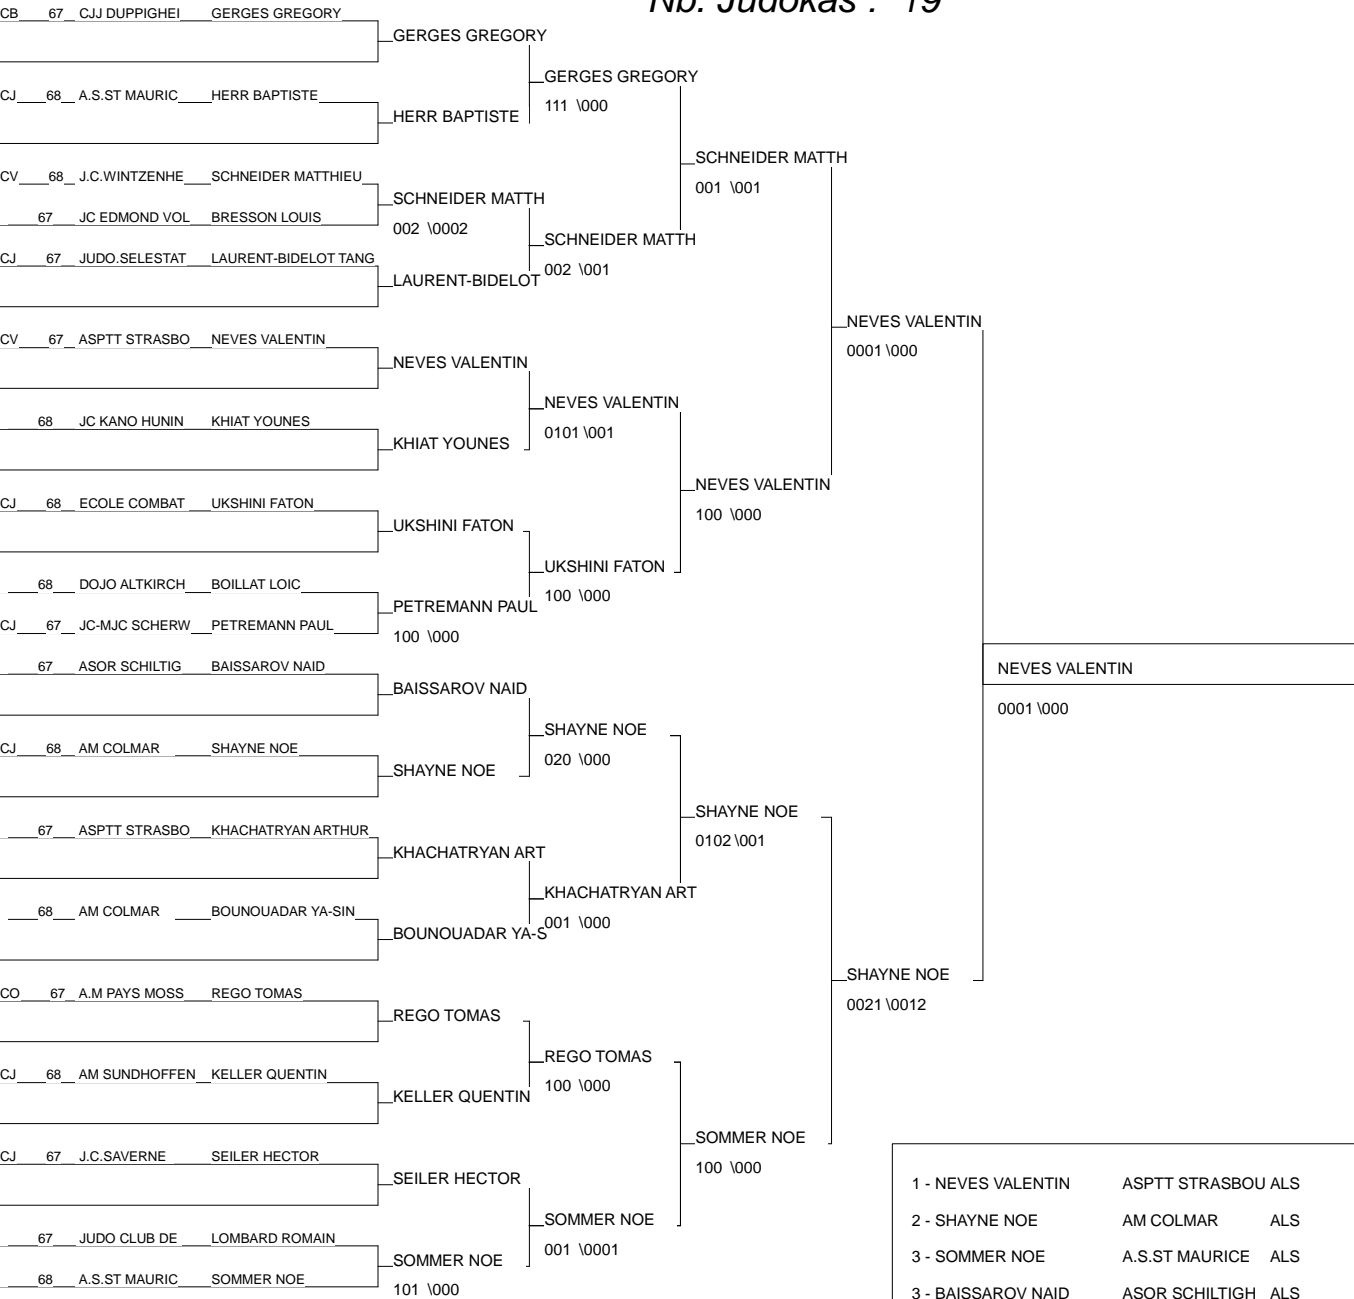 Nb. Judokas : 19
CB 67 CJJ DUPPIGHEI GERGES GREGORY
GERGES GREGORY
GERGES GREGORY
111 \000
CJ 68 A.S.ST MAURIC HERR BAPTISTE
HERR BAPTISTE
SCHNEIDER MATTH
001 \001
CV 68 J.C.WINTZENHE SCHNEIDER MATTHIEU
SCHNEIDER MATTH
002 \0002
67 JC EDMOND VOL BRESSON LOUIS
SCHNEIDER MATTH
002 \001
CJ 67 JUDO.SELESTAT LAURENT-BIDELOT TANG
LAURENT-BIDELOT
NEVES VALENTIN
0001 \000
CV 67 ASPTT STRASBO NEVES VALENTIN
NEVES VALENTIN
NEVES VALENTIN
0101 \001
68 JC KANO HUNIN KHIAT YOUNES
KHIAT YOUNES
NEVES VALENTIN
100 \000
CJ 68 ECOLE COMBAT UKSHINI FATON
UKSHINI FATON
UKSHINI FATON
100 \000
68 DOJO ALTKIRCH BOILLAT LOIC
PETREMANN PAUL
100 \000
CJ 67 JC-MJC SCHERW PETREMANN PAUL
67 ASOR SCHILTIG BAISSAROV NAID
NEVES VALENTIN
0001 \000
BAISSAROV NAID
SHAYNE NOE
020 \000
CJ 68 AM COLMAR SHAYNE NOE
SHAYNE NOE
SHAYNE NOE
0102 \001
67 ASPTT STRASBO KHACHATRYAN ARTHUR
KHACHATRYAN ART
KHACHATRYAN ART
001 \000
68 AM COLMAR BOUNOUADAR YA-SIN
BOUNOUADAR YA-S
SHAYNE NOE
0021 \0012
CO 67 A.M PAYS MOSS REGO TOMAS
REGO TOMAS
REGO TOMAS
100 \000
CJ 68 AM SUNDHOFFEN KELLER QUENTIN
KELLER QUENTIN
SOMMER NOE
100 \000
CJ 67 J.C.SAVERNE SEILER HECTOR
SEILER HECTOR
SOMMER NOE
001 \0001
67 JUDO CLUB DE LOMBARD ROMAIN
SOMMER NOE
101 \000
68 A.S.ST MAURIC SOMMER NOE
1 - NEVES VALENTIN ASPTT STRASBOU ALS
2 - SHAYNE NOE AM COLMAR ALS
3 - SOMMER NOE A.S.ST MAURICE ALS
3 - BAISSAROV NAID ASOR SCHILTIGH ALS